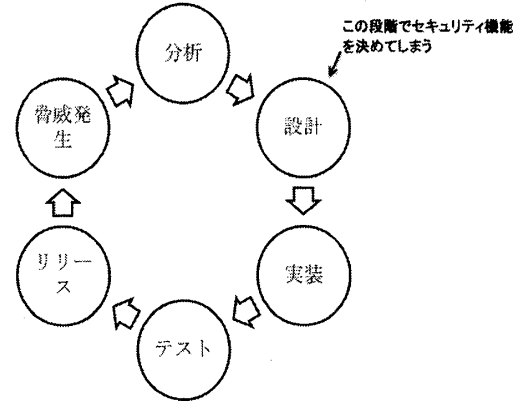 この段階でセキュリティ機能
を決めてしまう
分析
設計
実装
テスト
リリー
ス
脅威発
生